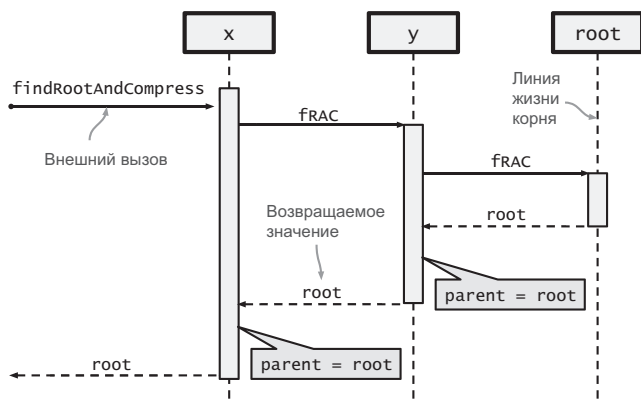 x
y
root
findRootAndCompress
Внешний вызов
Линия
жизни
корня
fRAC
fRAC
root
Возвращаемое
значение
root
parent = root
parent = root
root